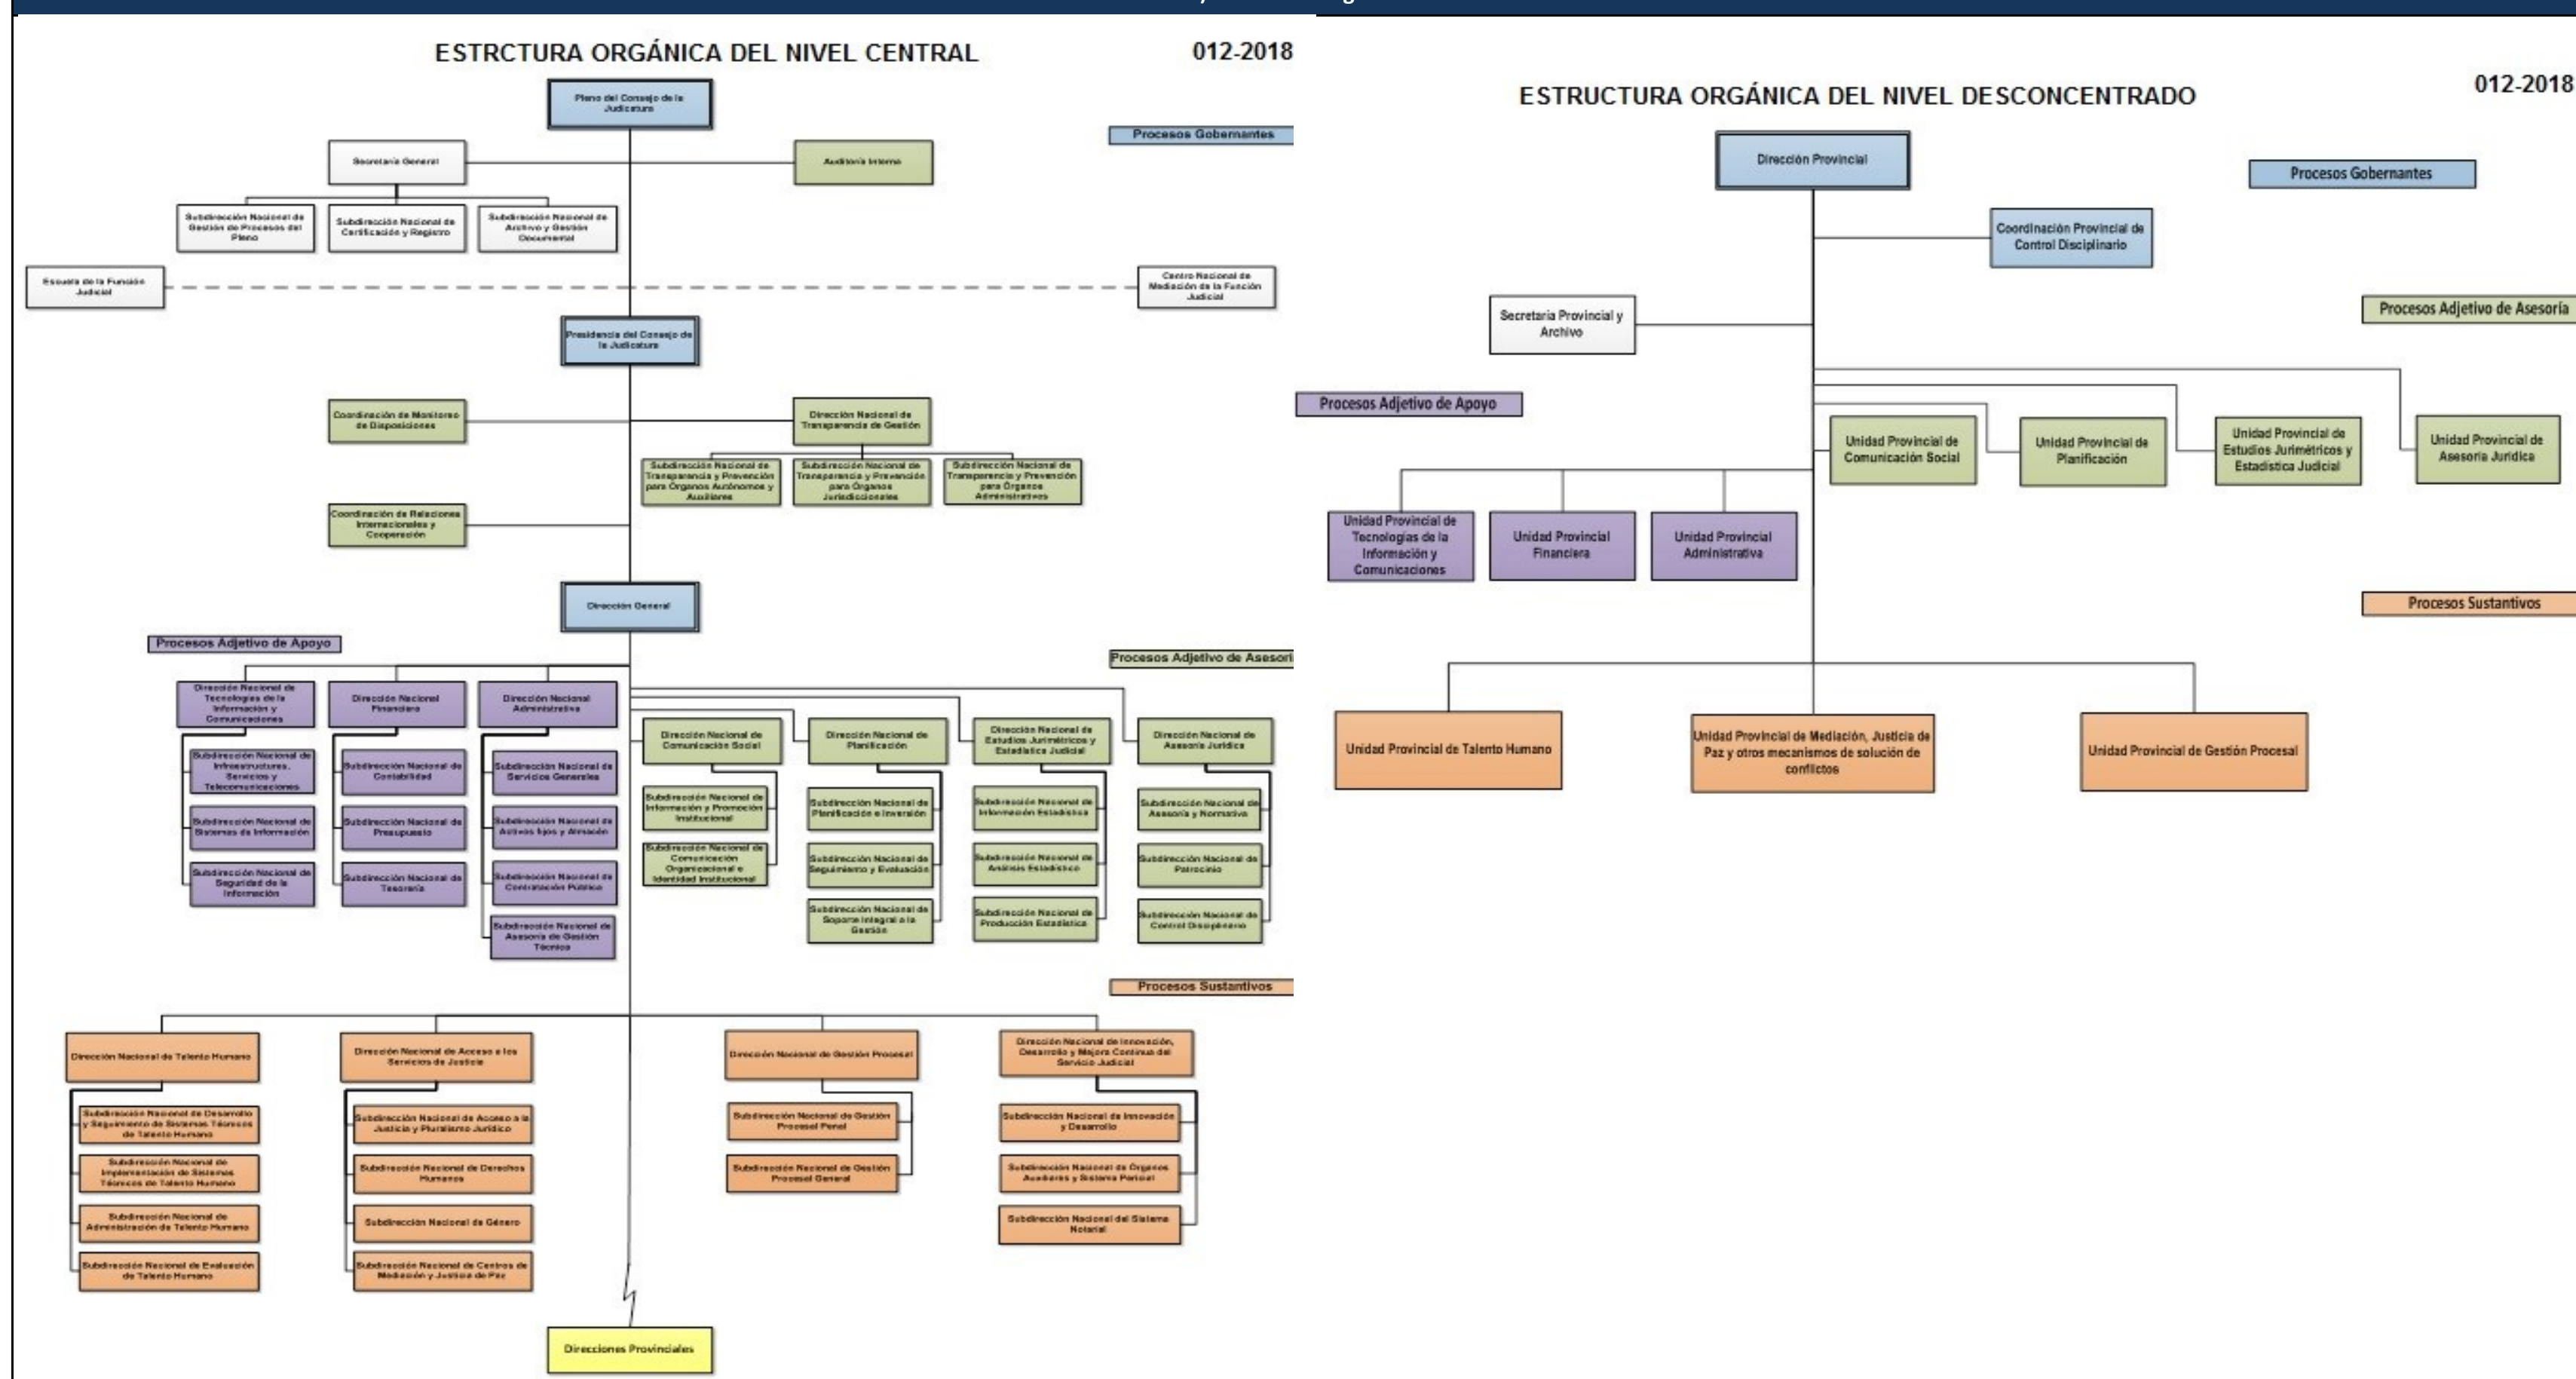 ESTRCTURA ORGÁNICA DEL NIVEL CENTRAL
012-2018
Pleno del Consejo de la
Judicatura
Procesos Gobernantes
Secretaría General
Auditoría Interna
Subdirección Nacional de
Gestión de Procesos del
Pleno
Subdirección Nacional de
Certificación y Registro
Subdirección Nacional de
Archivo y Gestión
Documental
Escuela de la Función
Judicial
Centro Nacional de
Mediación de la Función
Judicial
Presidencia del Consejo de
la Judicatura
Coordinación de Monitoreo
de Disposiciones
Dirección Nacional de
Transparencia de Gestión
Subdirección Nacional de
Transparencia y Prevención
para Órganos Autónomos y
Auxiliares
Subdirección Nacional de
Transparencia y Prevención
para Órganos
Jurisdiccionales
Subdirección Nacional de
Transparencia y Prevención
para Órganos
Administrativos
Coordinación de Relaciones
Internacionales y
Cooperación
Dirección General
Procesos Adjetivo de Apoyo
Procesos Adjetivo de Asesorí
Dirección Nacional de
Tecnologías de la
Información y
Comunicaciones
Subdirección Nacional de
Infraestructura,
Servicios y
Telecomunicaciones
Subdirección Nacional de
Sistemas de Información
Subdirección Nacional de
Seguridad de la
Información
Dirección Nacional
Financiera
Subdirección Nacional de
Contabilidad
Subdirección Nacional de
Presupuesto
Subdirección Nacional de
Tesorería
Dirección Nacional
Administrativa
Subdirección Nacional de
Servicios Generales
Subdirección Nacional de
Activos fijos y Almacén
Subdirección Nacional de
Contratación Pública
Subdirección Nacional de
Asesoría de Gestión
Técnica
Dirección Nacional de
Comunicación Social
Subdirección Nacional de
Información y Promoción
Institucional
Subdirección Nacional de
Comunicación
Organizacional e
Identidad Institucional
Dirección Nacional de
Planificación
Subdirección Nacional de
Planificación e Inversión
Subdirección Nacional de
Seguimiento y Evaluación
Subdirección Nacional de
Soporte Integral a la
Gestión
Dirección Nacional de
Estudios Jurimétricos y
Estadística Judicial
Subdirección Nacional de
Información Estadística
Subdirección Nacional de
Análisis Estadístico
Subdirección Nacional de
Producción Estadística
Dirección Nacional de
Asesoría Jurídica
Subdirección Nacional de
Asesoría y Normativa
Subdirección Nacional de
Patrocinio
Subdirección Nacional de
Control Disciplinario
Procesos Sustantivos
Dirección Nacional de Talento Humano
Subdirección Nacional de Desarrollo
y Seguimiento de Sistemas Técnicos
de Talento Humano
Subdirección Nacional de
Implementación de Sistemas
Técnicos de Talento Humano
Subdirección Nacional de
Administración de Talento Humano
Subdirección Nacional de Evaluación
de Talento Humano
Dirección Nacional de Acceso a los
Servicios de Justicia
Subdirección Nacional de Acceso a la
Justicia y Pluralismo Jurídico
Subdirección Nacional de Derechos
Humanos
Subdirección Nacional de Género
Subdirección Nacional de Centros de
Mediación y Justicia de Paz
Dirección Nacional de Gestión Procesal
Subdirección Nacional de Gestión
Procesal Penal
Subdirección Nacional de Gestión
Procesal General
Dirección Nacional de Innovación,
Desarrollo y Mejora Continua del
Servicio Judicial
Subdirección Nacional de Innovación
y Desarrollo
Subdirección Nacional de Órganos
Auxiliares y Sistema Pericial
Subdirección Nacional del Sistema
Notarial
Direcciones Provinciales
ESTRUCTURA ORGÁNICA DEL NIVEL DESCONCENTRADO
012-2018
Dirección Provincial
Procesos Gobernantes
Coordinación Provincial de
Control Disciplinario
Secretaría Provincial y
Archivo
Procesos Adjetivo de Asesoría
Procesos Adjetivo de Apoyo
Unidad Provincial de
Comunicación Social
Unidad Provincial de
Planificación
Unidad Provincial de
Estudios Jurimétricos y
Estadística Judicial
Unidad Provincial de
Asesoría Jurídica
Unidad Provincial de
Tecnologías de la
Información y
Comunicaciones
Unidad Provincial
Financiera
Unidad Provincial
Administrativa
Procesos Sustantivos
Unidad Provincial de Talento Humano
Unidad Provincial de Mediación, Justicia de
Paz y otros mecanismos de solución de
conflictos
Unidad Provincial de Gestión Procesal